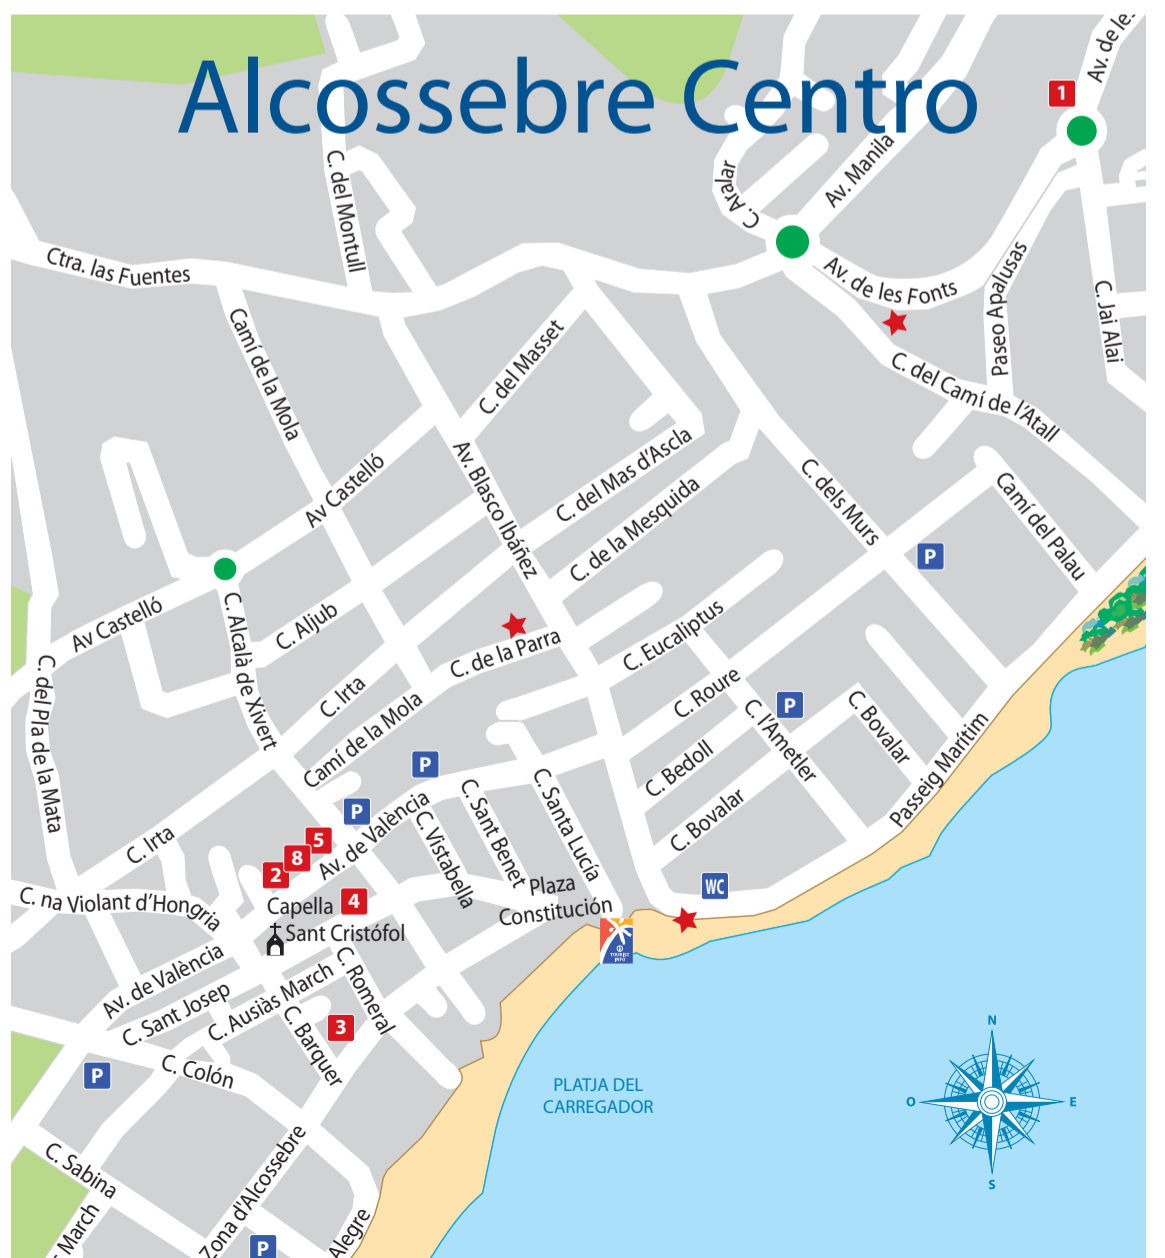 Alcossebre Centro
Av. de les
1
C. del Montull
C. Aralar
Av. Manila
Ctra. las Fuentes
Av. de les Fonts
Paseo Apalusas
C. Jai Alai
Camí de la Mola
C. del Masset
C. del Camí de l'Atall
Av Castelló
Av. Blasco Ibáñez
C. del Mas d'Ascla
C. de la Mesquida
C. dels Murs
Camí del Palau
P
Av Castelló
C. Alcalà de Xivert
C. Aljub
C. de la Parra
C. Eucaliptus
C. del Pla de la Mata
C. Irta
Camí de la Mola
C. Roure
P
C. l'Ametler
C. Bovalar
Passeig Marítim
P
C. Bedoll
C. Santa Lucía
C. Sant Benet
C. Vistabella
P
Av. de València
C. Bovalar
C. Irta
5
8
2
WC
C. na Violant d'Hongria
Capella
4
Sant Cristófol
Plaza
Constitución
TOURIST
INFO
Av. de València
C. Sant Josep
C. Ausiàs March
C. Romeral
C. Barquer
3
C. Colón
P
PLATJA DEL
CARREGADOR
N
O
E
S
C. Sabina
March
Zona d'Alcossebre
P
Alegre